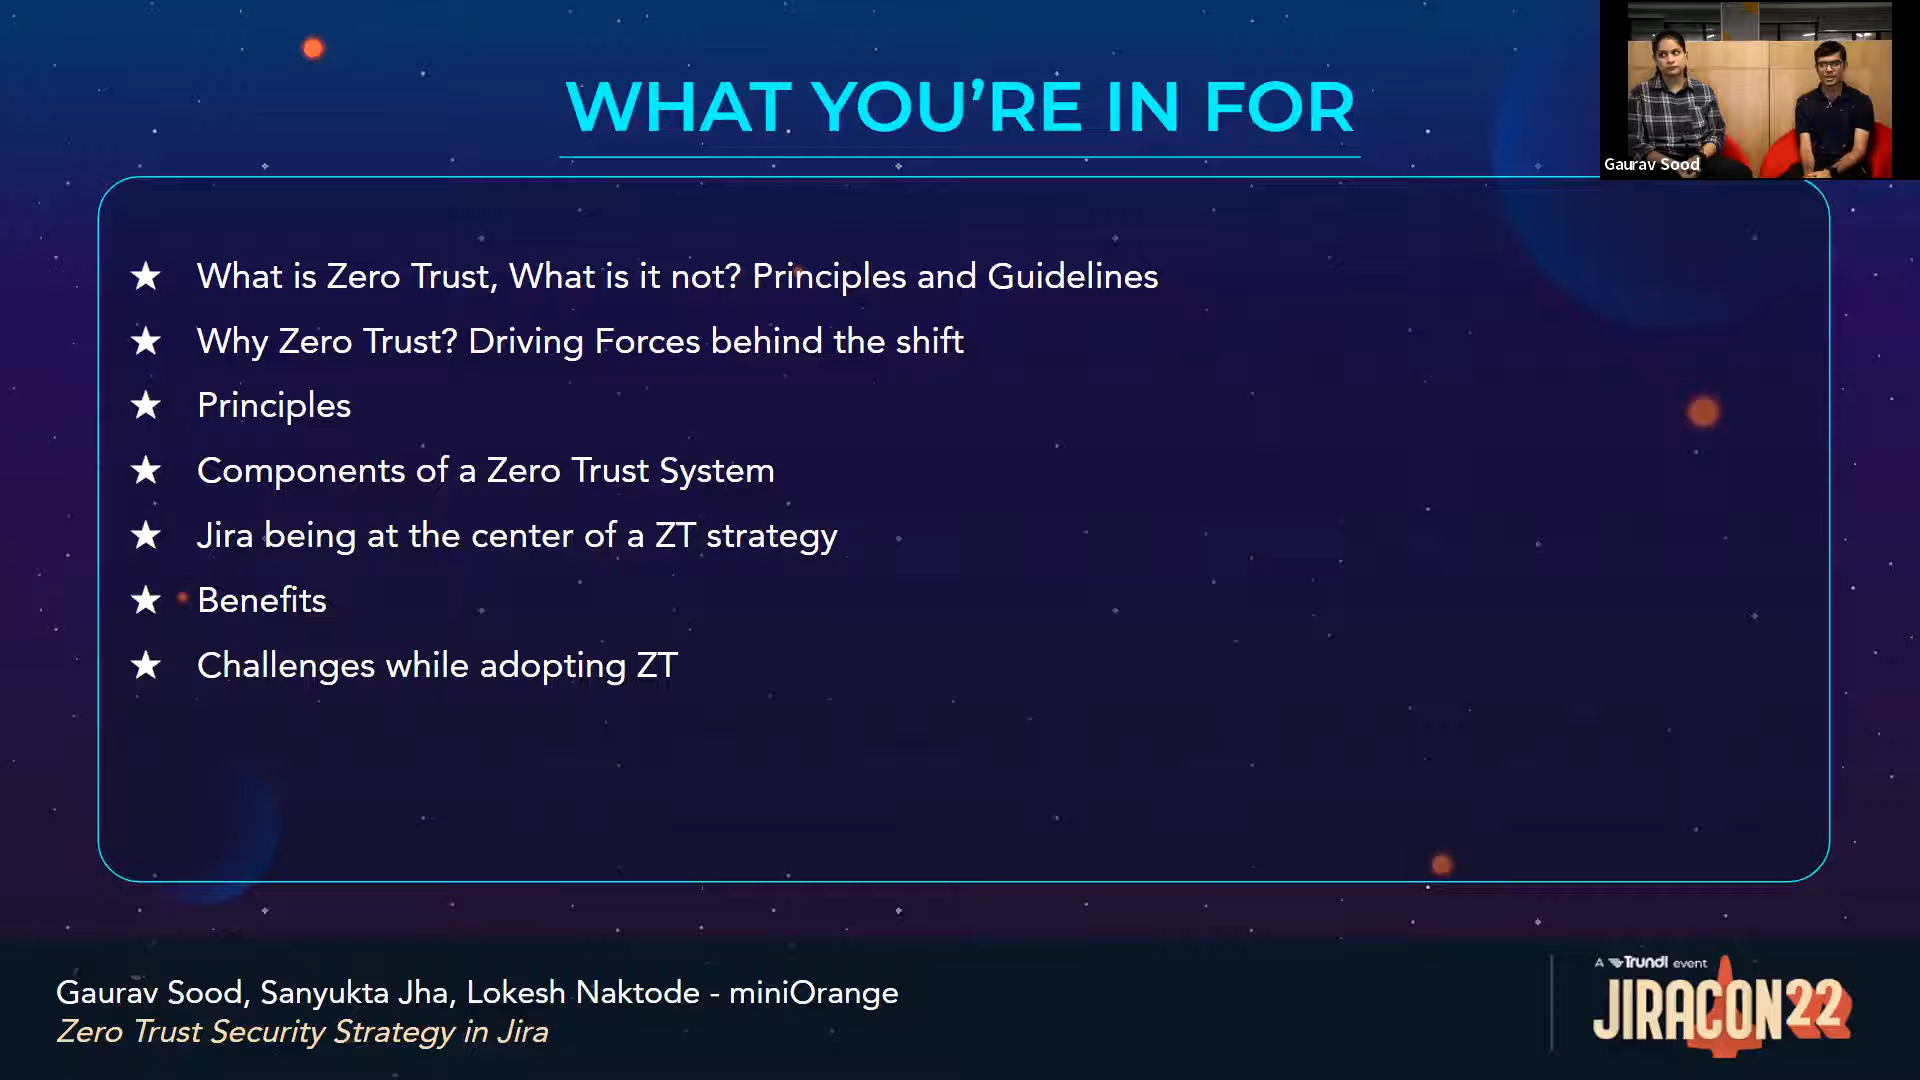 WHAT YOU’RE IN FOR
Gaurav Sood
★ What is Zero Trust, What is it not? Principles and Guidelines
★ Why Zero Trust? Driving Forces behind the shift
★ Principles
★ Components of a Zero Trust System
★ Jira being at the center of a ZT strategy
★ Benefits
★ Challenges while adopting ZT
Gaurav Sood, Sanyukta Jha, Lokesh Naktode - miniOrange
Zero Trust Security Strategy in Jira
A Trundl event
JIRACON22